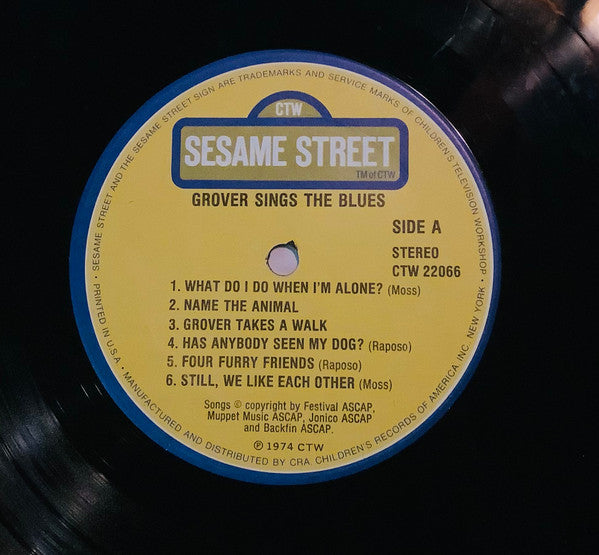 CTW
SESAME STREET
TM of CTW
GROVER SINGS THE BLUES
SIDE A
STEREO
CTW 22066
1. WHAT DO I DO WHEN I'M ALONE? (Moss)
2. NAME THE ANIMAL
3. GROVER TAKES A WALK
4. HAS ANYBODY SEEN MY DOG? (Raposo)
5. FOUR FURRY FRIENDS (Raposo)
6. STILL, WE LIKE EACH OTHER (Moss)
Songs © copyright by Festival ASCAP,
Muppet Music ASCAP, Jonico ASCAP
and Backfin ASCAP.
℗ 1974 CTW
• SESAME STREET AND THE SESAME STREET SIGN ARE TRADEMARKS AND SERVICE MARKS OF CHILDREN'S TELEVISION WORKSHOP •
• PRINTED IN U.S.A. • MANUFACTURED AND DISTRIBUTED BY CRA. CHILDREN'S RECORDS OF AMERICA INC. NEW YORK •